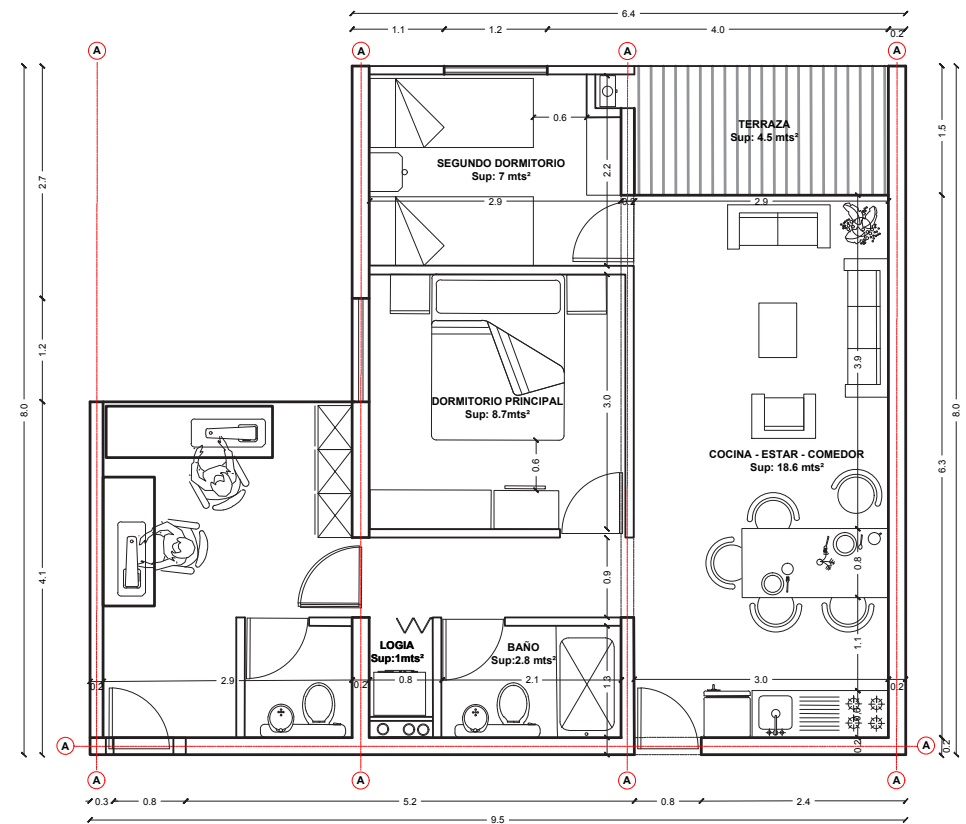 6.4
1.1
1.2
4.0
0.2
A
A
A
A
TERRAZA
Sup: 4.5 mts²
1.5
0.6
SEGUNDO DORMITORIO
Sup: 7 mts²
2.2
2.7
2.9
0.2
2.9
1.2
3.9
DORMITORIO PRINCIPAL
Sup: 8.7mts²
3.0
8.0
8.0
COCINA - ESTAR - COMEDOR
Sup: 18.6 mts²
0.6
6.3
4.1
0.9
0.8
LOGIA
Sup:1mts²
BAÑO
Sup:2.8 mts²
1.1
0.2
2.9
0.2
0.8
2.1
1.3
3.0
0.2
A
0.2
0.2
A
A
A
A
A
0.3
0.8
5.2
0.8
2.4
9.5